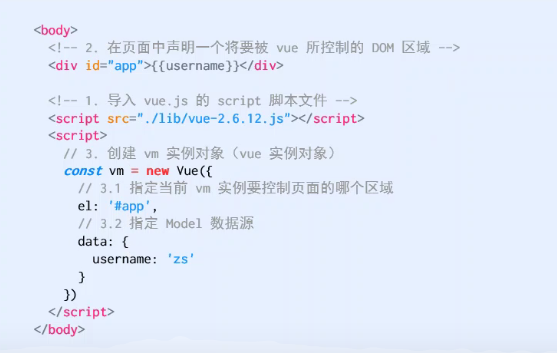 <body>
<!-- 2. 在页面中声明一个将要被 vue 所控制的 DOM 区域 -->
<div id="app">{{username}}</div>
<!-- 1. 导入 vue.js 的 script 脚本文件 -->
<script src="./lib/vue-2.6.12.js"></script>
<script>
// 3. 创建 vm 实例对象（vue 实例对象）
const vm = new Vue({
// 3.1 指定当前 vm 实例要控制页面的哪个区域
el: '#app',
// 3.2 指定 Model 数据源
data: {
username: 'zs'
}
})
</script>
</body>